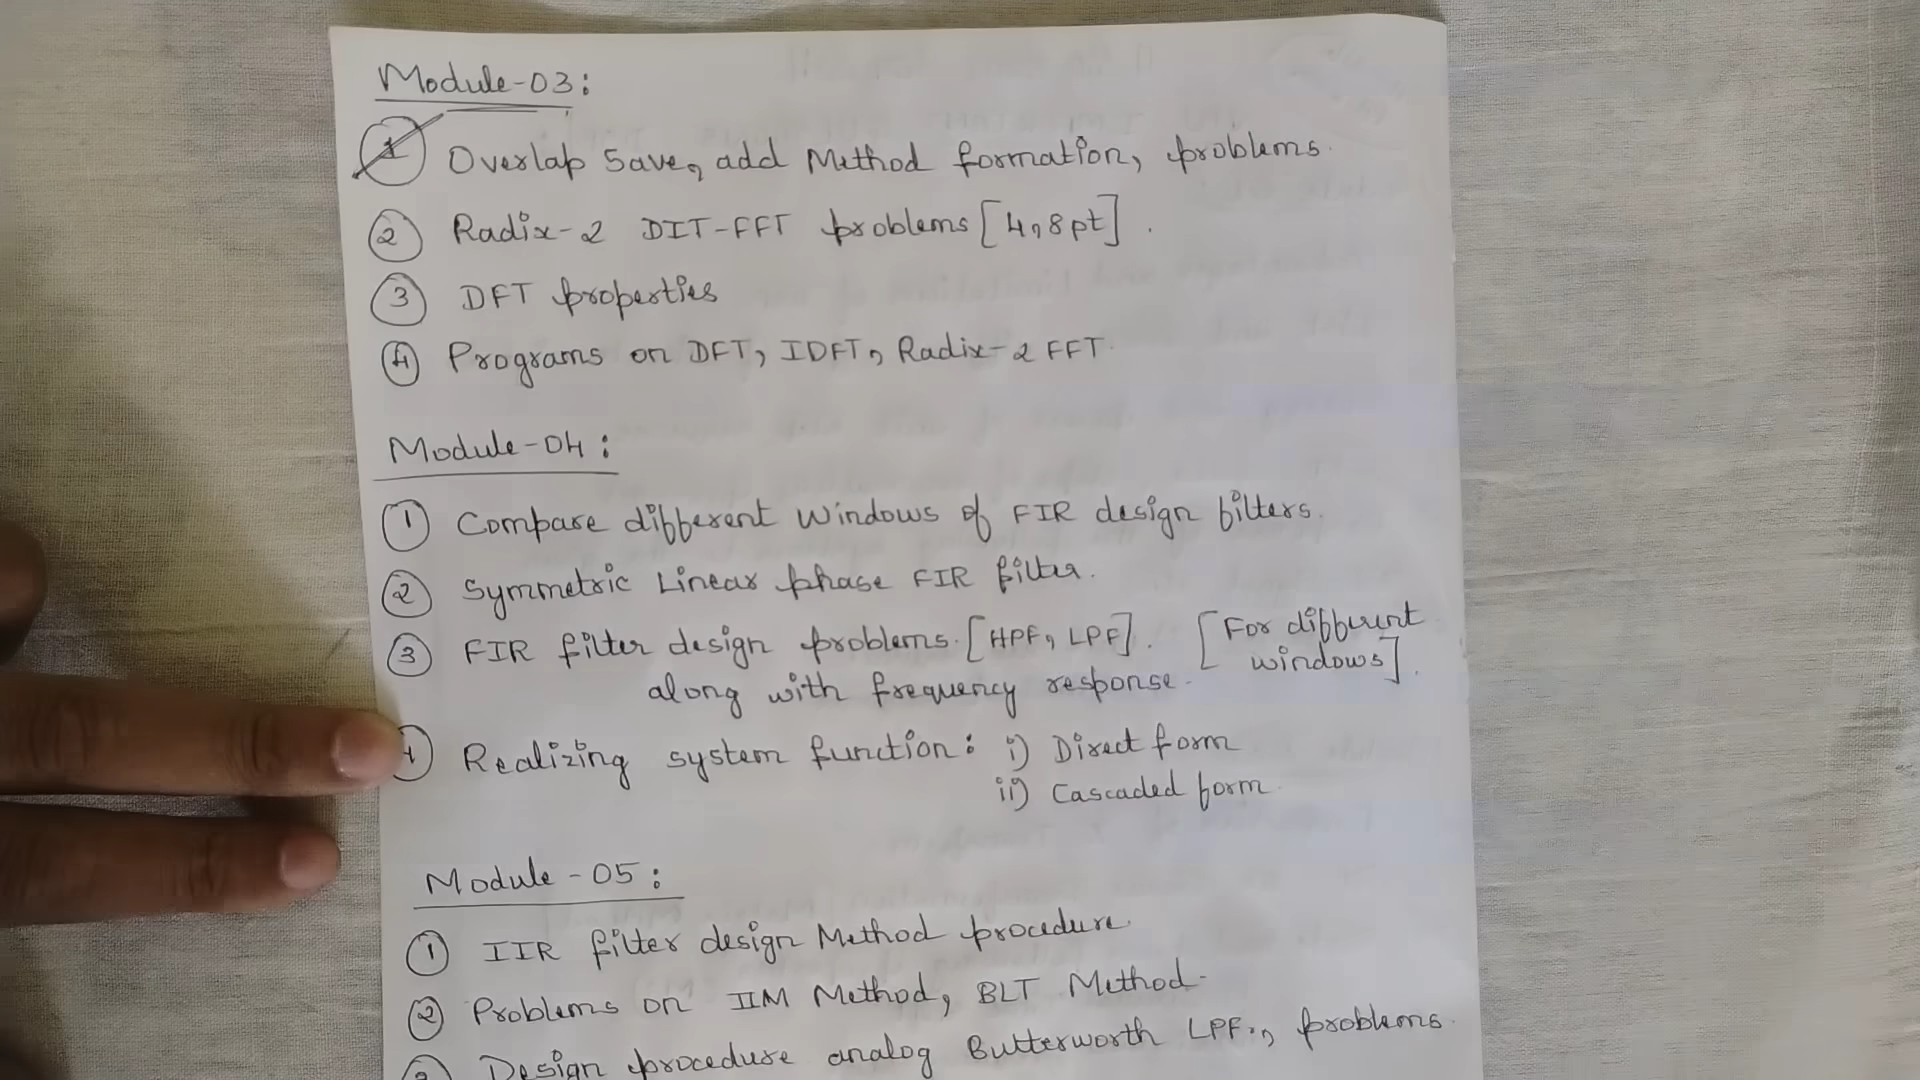 Module-03:
1 Overlap Save, add Method formation, problems.
2 Radix-2 DIT-FFT problems [4,8pt].
3 DFT properties
4 Programs on DFT, IDFT, Radix-2 FFT.
Module-04:
1 Compare different windows of FIR design filters.
2 Symmetric Linear phase FIR filter.
3 FIR filter design problems. [HPF, LPF]. [For different
along with frequency response. windows].
4 Realizing system function: i) Direct form
ii) Cascaded form.
Module-05:
1 IIR filter design Method procedure.
2 Problems on IIM Method, BLT Method.
3 Design procedure analog Butterworth LPF., problems.